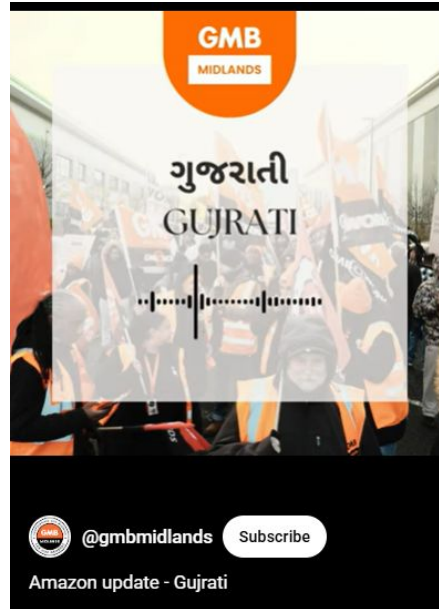 GMB
MIDLANDS
ગુજરાતી
GUJRATI
@gmbmidlands Subscribe
Amazon update - Gujrati